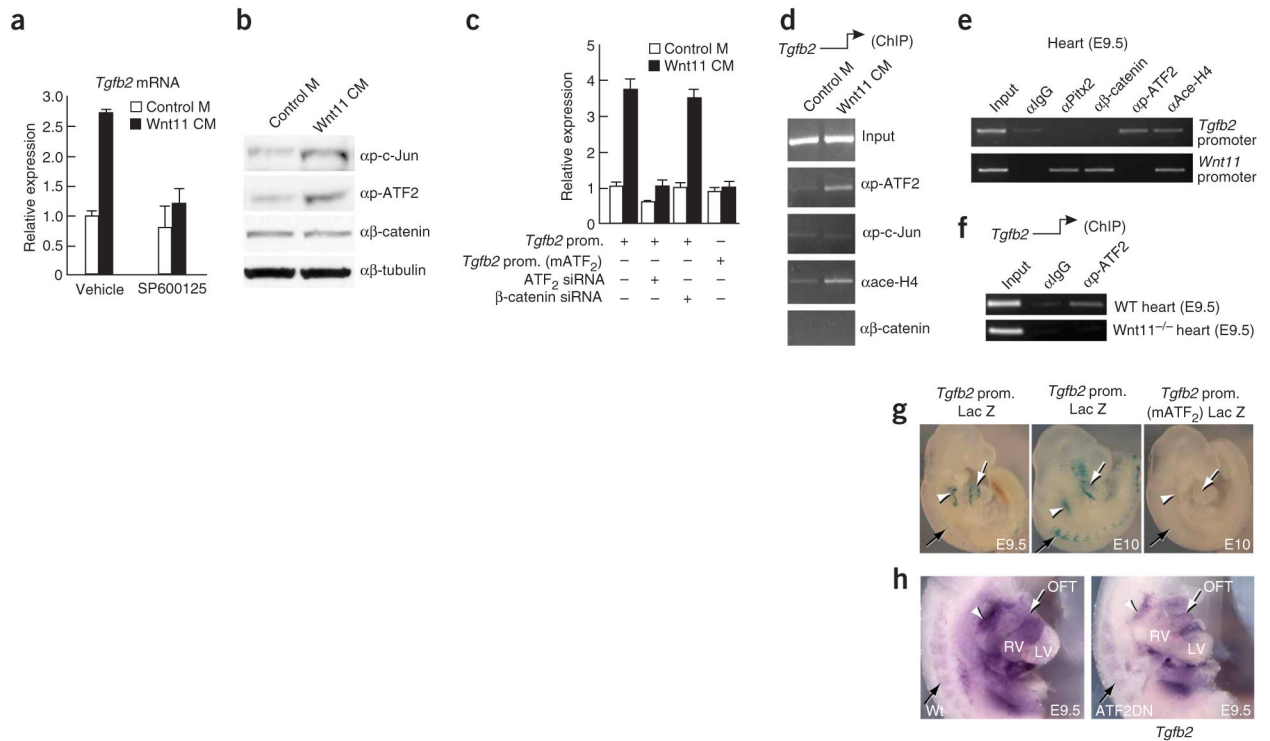 a
Tgfb2 mRNA
Control M
Wnt11 CM
Relative expression
3.0
2.5
2.0
1.5
1.0
0.5
0
Vehicle
SP600125
b
Control M
Wnt11 CM
αp-c-Jun
αp-ATF2
αβ-catenin
αβ-tubulin
c
Control M
Wnt11 CM
Relative expression
5
4
3
2
1
0
Tgfb2 prom. + + + –
Tgfb2 prom. (mATF₂) – – – +
ATF₂ siRNA – + – –
β-catenin siRNA – – + –
d
Tgfb2 (ChIP)
Control M
Wnt11 CM
Input
αp-ATF2
αp-c-Jun
αace-H4
αβ-catenin
e
Heart (E9.5)
Input
αIgG
αPitx2
αβ-catenin
αp-ATF2
αAce-H4
Tgfb2
promoter
Wnt11
promoter
f
Tgfb2 (ChIP)
Input
αIgG
αp-ATF2
WT heart (E9.5)
Wnt11⁻/⁻ heart (E9.5)
g
Tgfb2 prom.
Lac Z
Tgfb2 prom.
Lac Z
Tgfb2 prom.
(mATF₂) Lac Z
E9.5
E10
E10
h
OFT
RV
LV
Wt
E9.5
OFT
RV
LV
ATF2DN
E9.5
Tgfb2